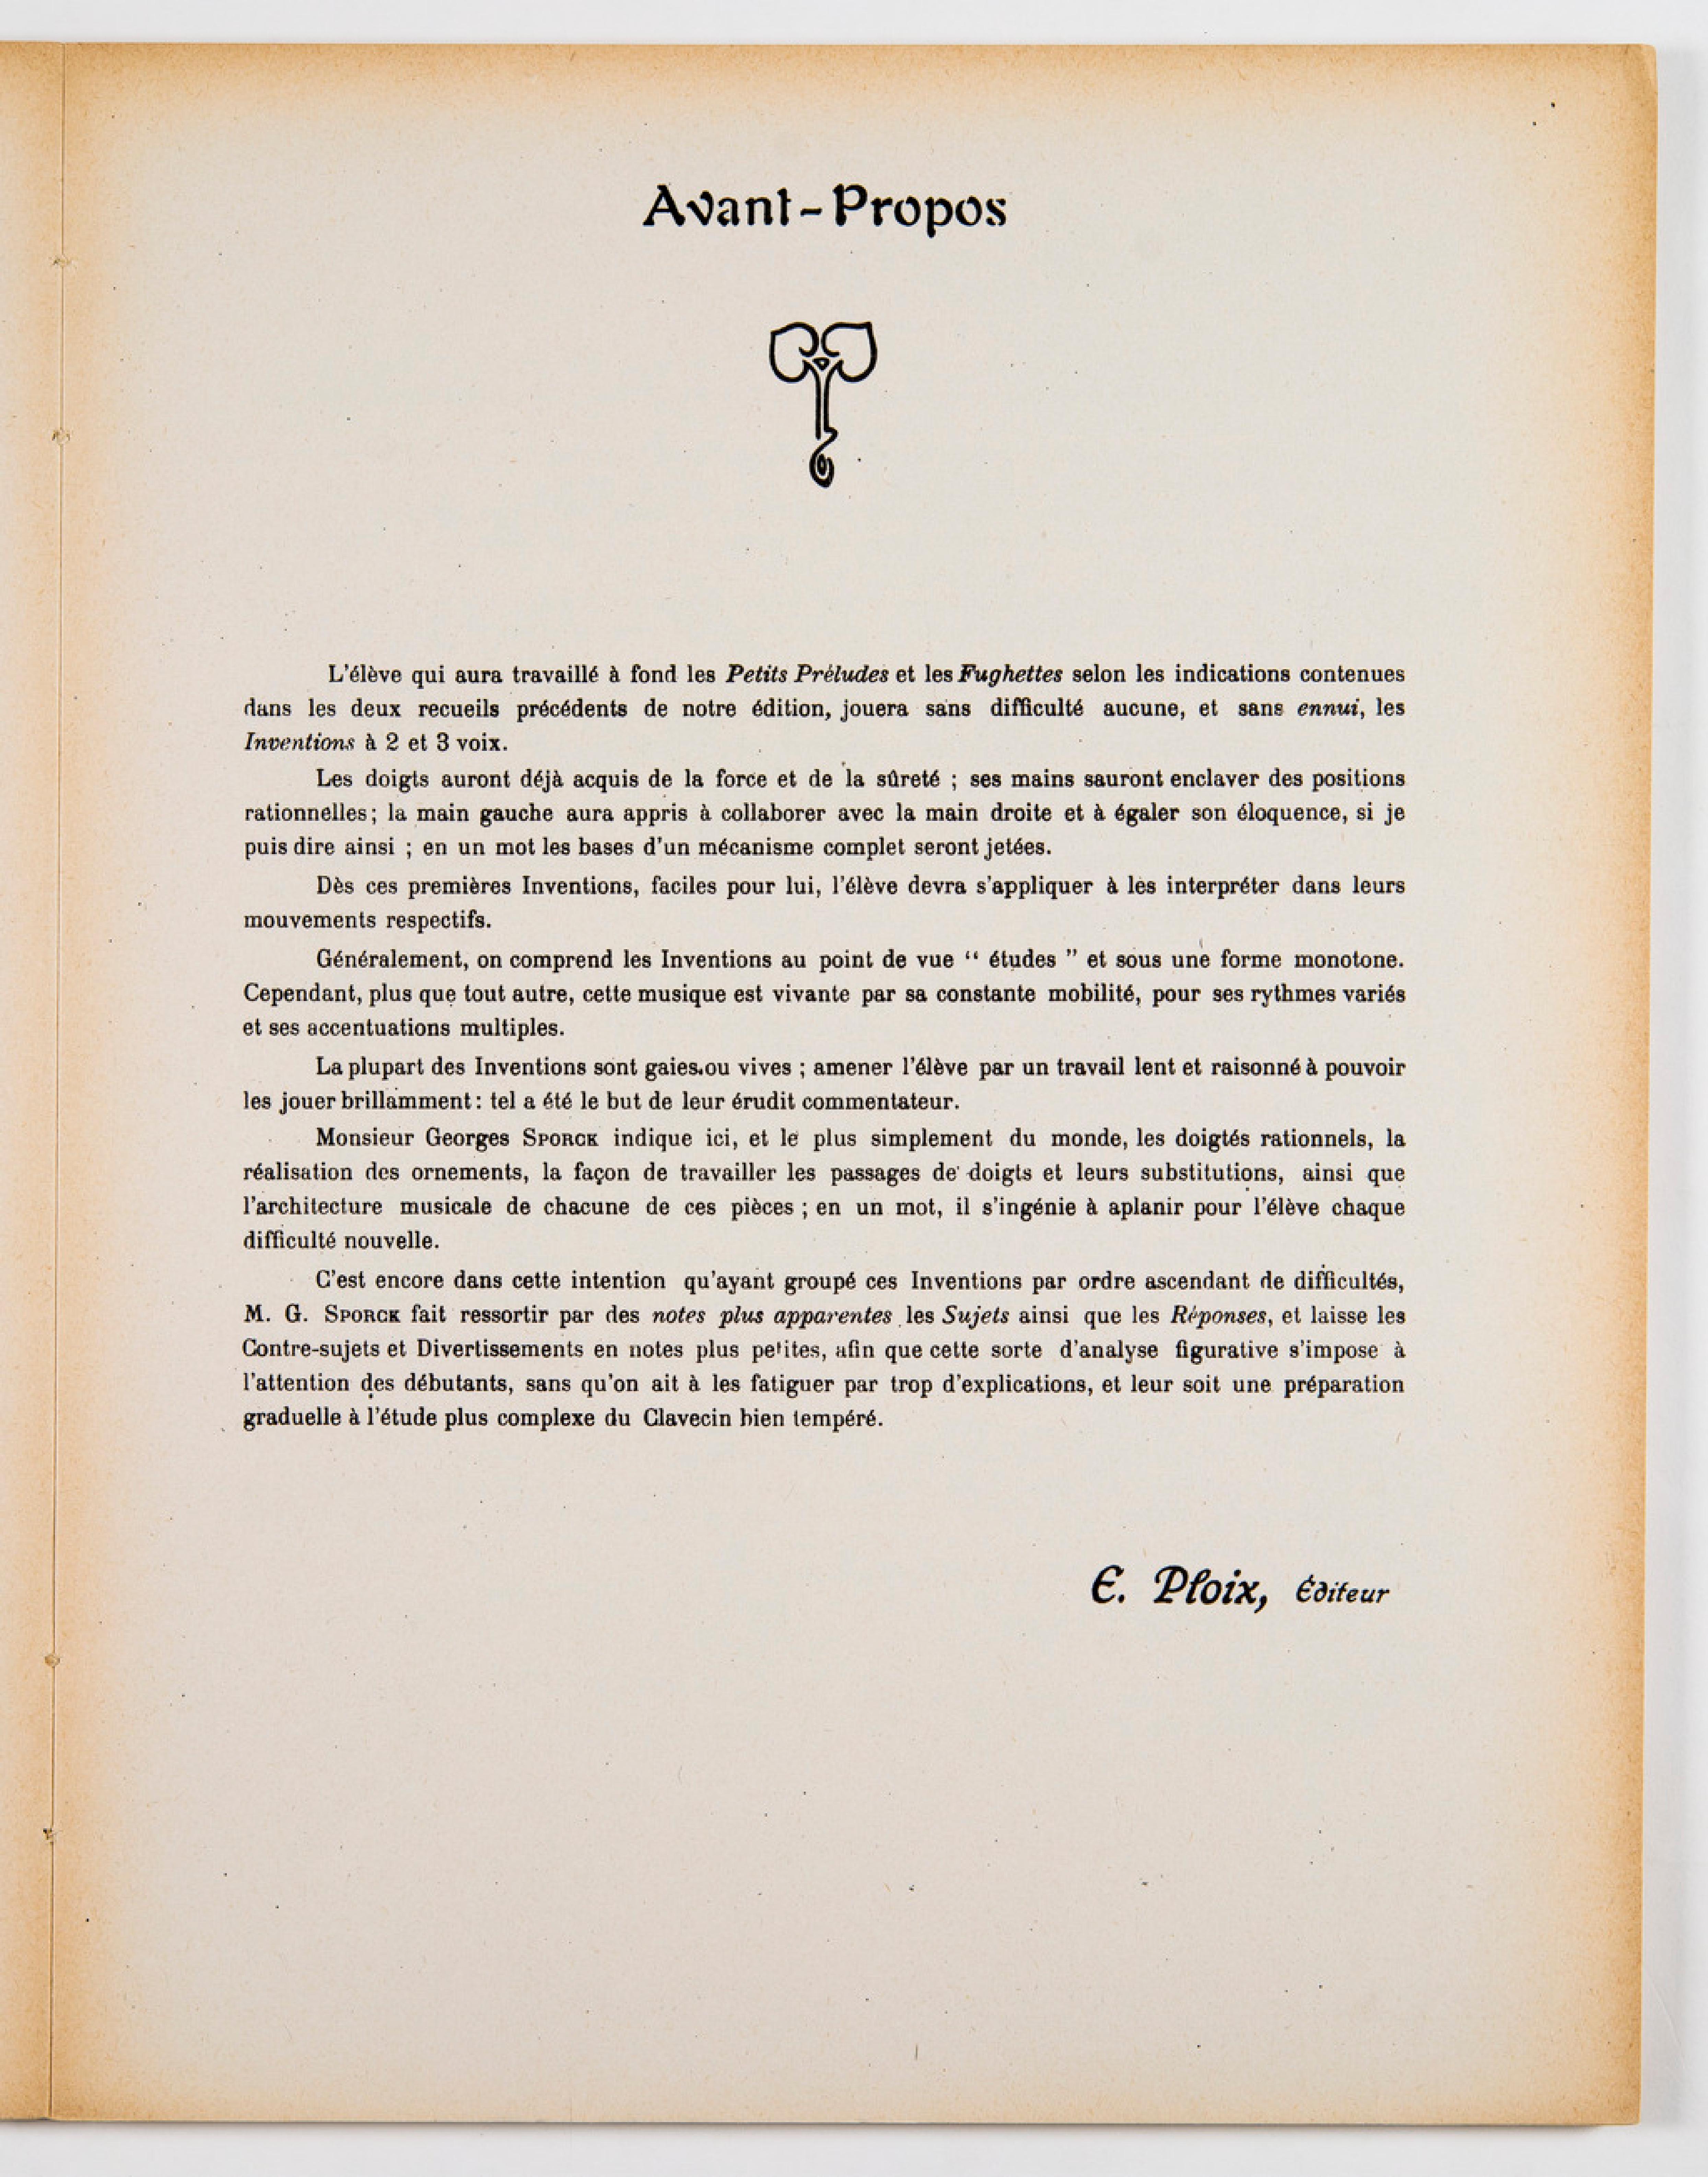 Avant-Propos
L'élève qui aura travaillé à fond les Petits Préludes et les Fughettes selon les indications contenues
dans les deux recueils précédents de notre édition, jouera sans difficulté aucune, et sans ennui, les
Inventions à 2 et 3 voix.
Les doigts auront déjà acquis de la force et de la sûreté ; ses mains sauront enclaver des positions
rationnelles ; la main gauche aura appris à collaborer avec la main droite et à égaler son éloquence, si je
puis dire ainsi ; en un mot les bases d'un mécanisme complet seront jetées.
Dès ces premières Inventions, faciles pour lui, l'élève devra s'appliquer à les interpréter dans leurs
mouvements respectifs.
Généralement, on comprend les Inventions au point de vue “ études ” et sous une forme monotone.
Cependant, plus que tout autre, cette musique est vivante par sa constante mobilité, pour ses rythmes variés
et ses accentuations multiples.
La plupart des Inventions sont gaies ou vives ; amener l'élève par un travail lent et raisonné à pouvoir
les jouer brillamment : tel a été le but de leur érudit commentateur.
Monsieur Georges SPORCK indique ici, et le plus simplement du monde, les doigtés rationnels, la
réalisation des ornements, la façon de travailler les passages de doigts et leurs substitutions, ainsi que
l'architecture musicale de chacune de ces pièces ; en un mot, il s'ingénie à aplanir pour l'élève chaque
difficulté nouvelle.
C'est encore dans cette intention qu'ayant groupé ces Inventions par ordre ascendant de difficultés,
M. G. SPORCK fait ressortir par des notes plus apparentes les Sujets ainsi que les Réponses, et laisse les
Contre-sujets et Divertissements en notes plus petites, afin que cette sorte d'analyse figurative s'impose à
l'attention des débutants, sans qu'on ait à les fatiguer par trop d'explications, et leur soit une préparation
graduelle à l'étude plus complexe du Clavecin bien tempéré.
E. Ploix, Éditeur